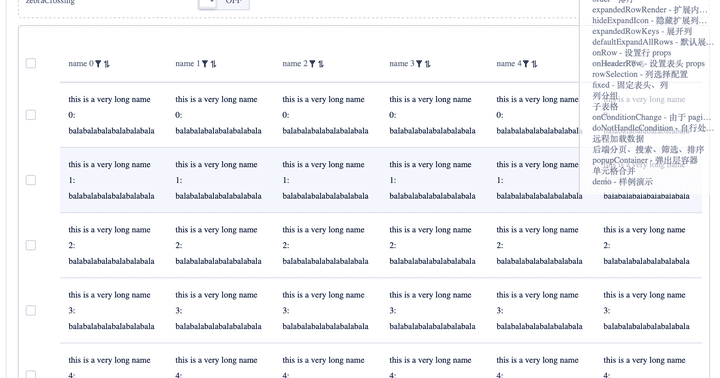 zebraCrossing OFF
order - 排序
expandedRowRender - 扩展内…
hideExpandIcon - 隐藏扩展列…
expandedRowKeys - 展开列
defaultExpandAllRows - 默认展…
onRow - 设置行 props
onHeaderRow - 设置表头 props
rowSelection - 列选择配置
fixed - 固定表头、列
列分组
子表格
onConditionChange - 由于 pagi…
doNotHandleCondition - 自行处…
远程加载数据
后端分页、搜索、筛选、排序
popupContainer - 弹出层容器
单元格合并
demo - 样例演示
name 0 name 1 name 2 name 3 name 4
this is a very long name this is a very long name this is a very long name this is a very long name this is a very long name this is a very long name
0: 0: 0: 0: 0:
balabalabalabalabalabala balabalabalabalabalabala balabalabalabalabalabala balabalabalabalabalabala balabalabalabalabalabala
this is a very long name this is a very long name this is a very long name this is a very long name this is a very long name this is a very long name
1: 1: 1: 1: 1:
balabalabalabalabalabala balabalabalabalabalabala balabalabalabalabalabala balabalabalabalabalabala balabalabalabalabalabala balabalabalabalabalabala
this is a very long name this is a very long name this is a very long name this is a very long name this is a very long name this is a very long name
2: 2: 2: 2: 2: 2:
balabalabalabalabalabala balabalabalabalabalabala balabalabalabalabalabala balabalabalabalabalabala balabalabalabalabalabala balabalabalabalabalabala
this is a very long name this is a very long name this is a very long name this is a very long name this is a very long name this is a very long name
3: 3: 3: 3: 3: 3:
balabalabalabalabalabala balabalabalabalabalabala balabalabalabalabalabala balabalabalabalabalabala balabalabalabalabalabala balabalabalabalabalabala
this is a very long name this is a very long name this is a very long name this is a very long name this is a very long name this is a very long name
4: 4: 4: 4: 4: 4: